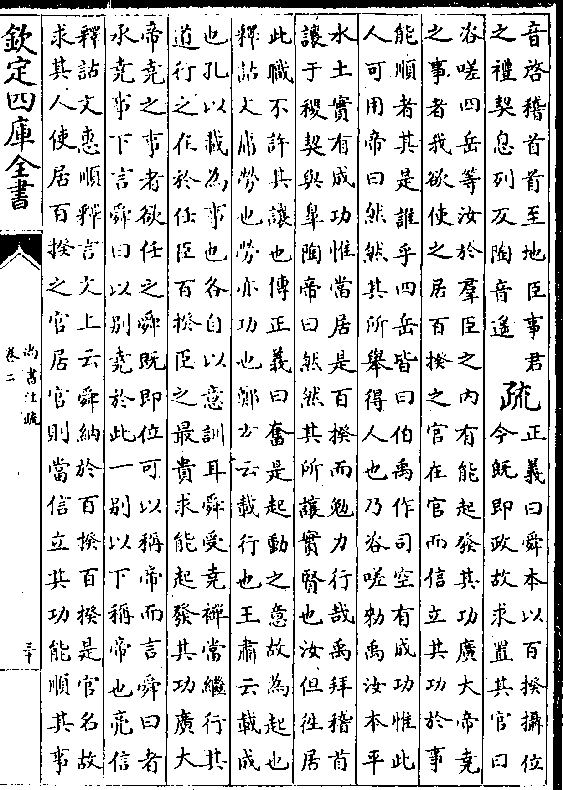 音啓稽首首至地臣事君
之禮契息列反陶音遥
疏
正義曰舜本以百揆攝位
今既即政故求置其官曰
咨嗟四岳等汝於羣臣之內有能起發其功廣大帝堯
之事者我欲使之居百揆之官在官而信立其功於事
能順者其是誰乎四岳皆曰伯禹作司空有成功惟此
人可用帝曰然然其所舉得人也乃咨嗟勑禹汝本平
水土實有成功惟當居是百揆而勉力行哉禹拜稽首
讓于稷契與臯陶帝曰然然其所讓實賢也汝但往居
此職不許其讓也傳正義曰奮是起動之意故為起也
釋詁文庸勞也勞亦功也鄭玄云載行也王肅云載成
也孔以載為事也各自以意訓耳舜受堯禪當繼行其
道行之在於任臣百揆臣之最貴求能起發其功廣大
帝堯之事者欲任之舜既即位可以稱帝而言舜曰者
承堯事下言舜曰以別堯於此一別以下稱帝也亮信
釋詁文惠順釋言文上云舜納於百揆百揆是官名故
求其人使居百揆之官居官則當信立其功能順其事
欽定四庫全書
尚書注疏
卷二
三十